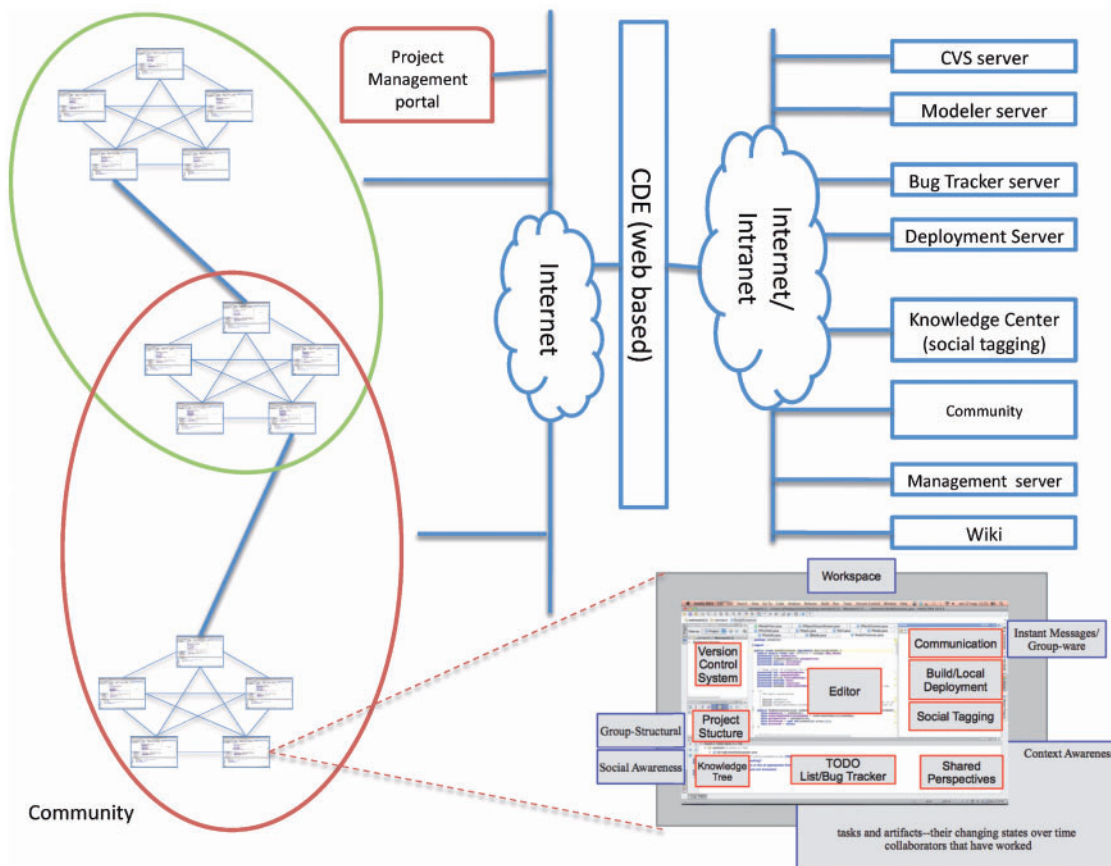 Project
Management
portal
CVS server
Modeler server
Bug Tracker server
Deployment Server
Knowledge Center
(social tagging)
Community
Management server
Wiki
Internet
CDE (web based)
Internet/
Intranet
Community
Workspace
Version
Control
System
Editor
Communication
Build/Local
Deployment
Social Tagging
Instant Messages/
Group-ware
Group-Structural
Project
Stucture
Social Awareness
Knowledge
Tree
TODO
List/Bug Tracker
Shared
Perspectives
Context Awareness
tasks and artifacts--their changing states over time
collaborators that have worked